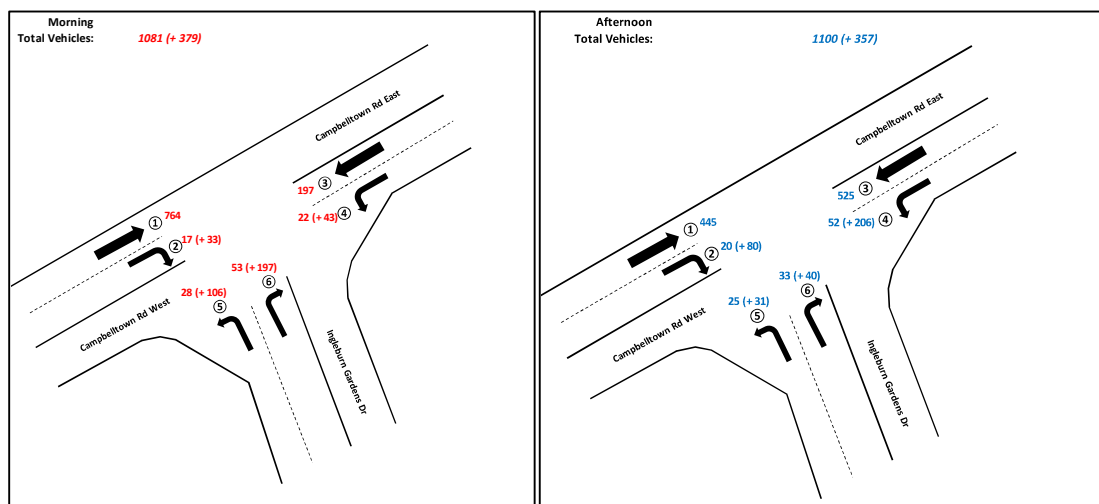 Morning
Total Vehicles: 1081 (+ 379)
Campbelltown Rd East
3
197
22 (+ 43) 4
1 764
2 17 (+ 33)
53 (+ 197)
6
28 (+ 106)
5
Campbelltown Rd West
Ingleburn Gardens Dr
Afternoon
Total Vehicles: 1100 (+ 357)
Campbelltown Rd East
3
525
52 (+ 206) 4
1 445
2 20 (+ 80)
33 (+ 40)
6
25 (+ 31)
5
Campbelltown Rd West
Ingleburn Gardens Dr